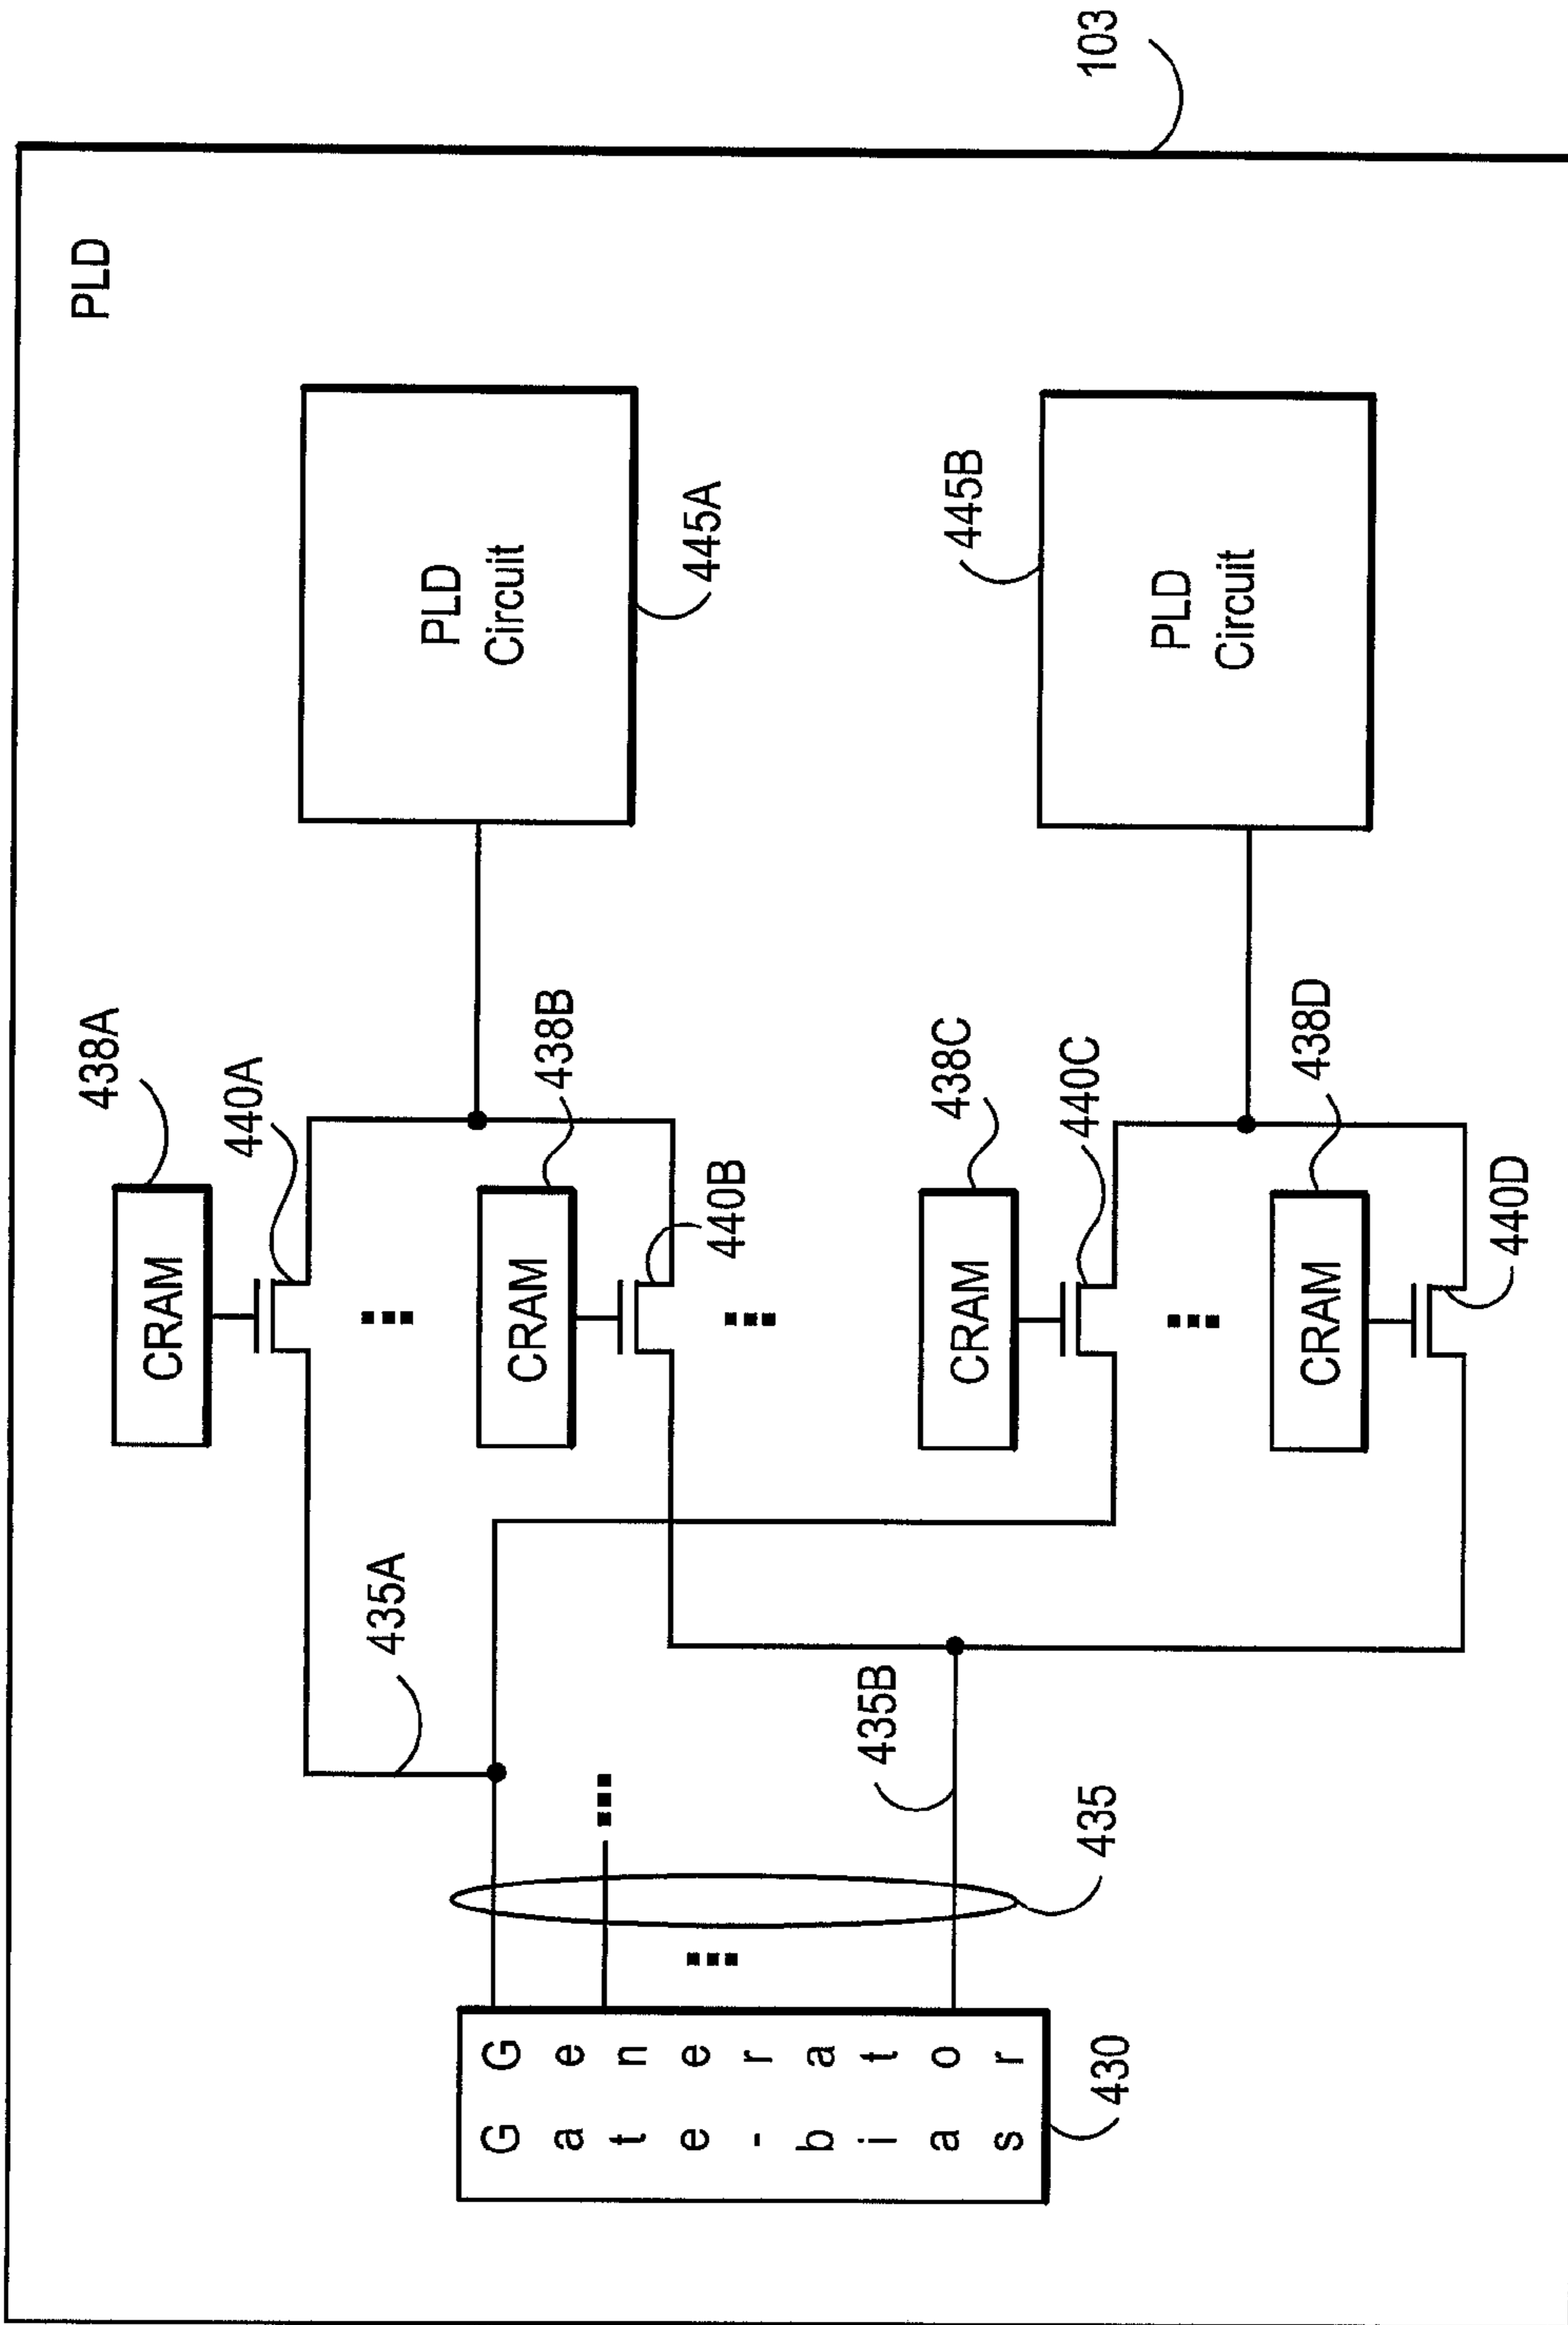 PLD
103
438A
CRAM
440A
435A
PLD
Circuit
445A
438B
CRAM
440B
438C
CRAM
440C
435B
435
PLD
Circuit
445B
438D
CRAM
440D
Gate-bias
Generator
430